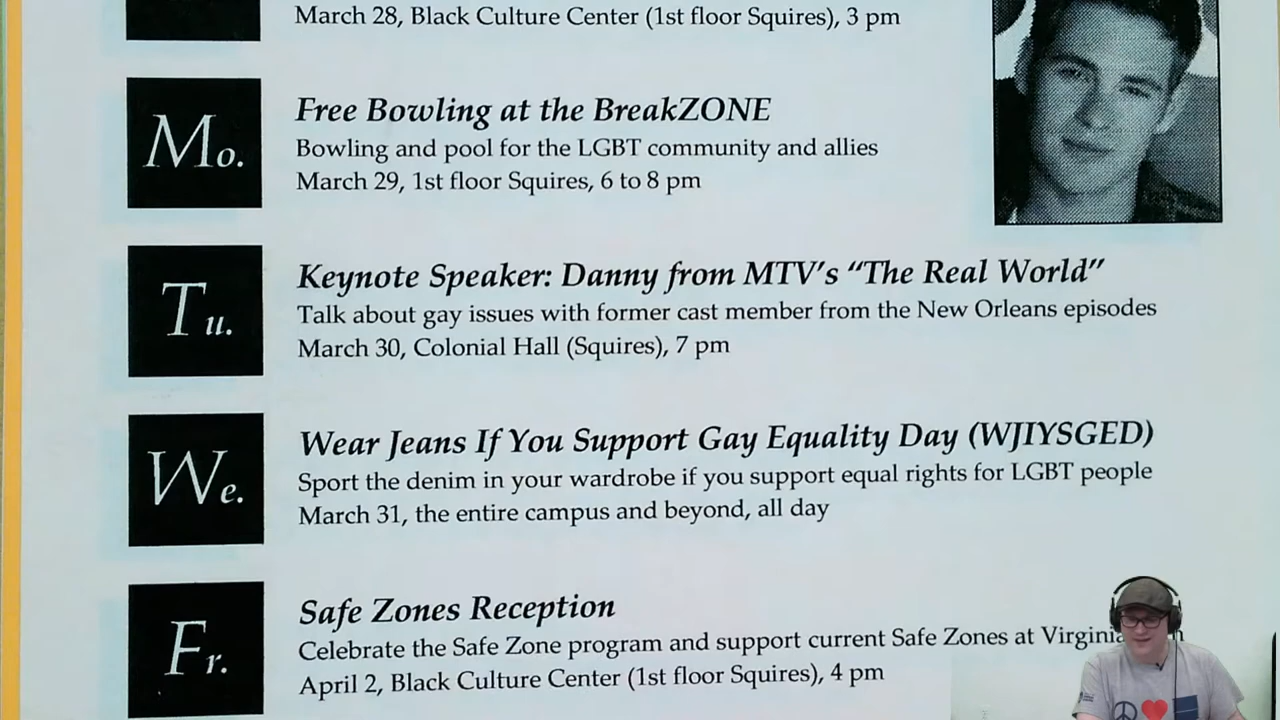 March 28, Black Culture Center (1st floor Squires), 3 pm
Mo.
Free Bowling at the BreakZONE
Bowling and pool for the LGBT community and allies
March 29, 1st floor Squires, 6 to 8 pm
Tu.
Keynote Speaker: Danny from MTV's "The Real World"
Talk about gay issues with former cast member from the New Orleans episodes
March 30, Colonial Hall (Squires), 7 pm
We.
Wear Jeans If You Support Gay Equality Day (WJIYSGED)
Sport the denim in your wardrobe if you support equal rights for LGBT people
March 31, the entire campus and beyond, all day
Fr.
Safe Zones Reception
Celebrate the Safe Zone program and support current Safe Zones at Virginia
April 2, Black Culture Center (1st floor Squires), 4 pm